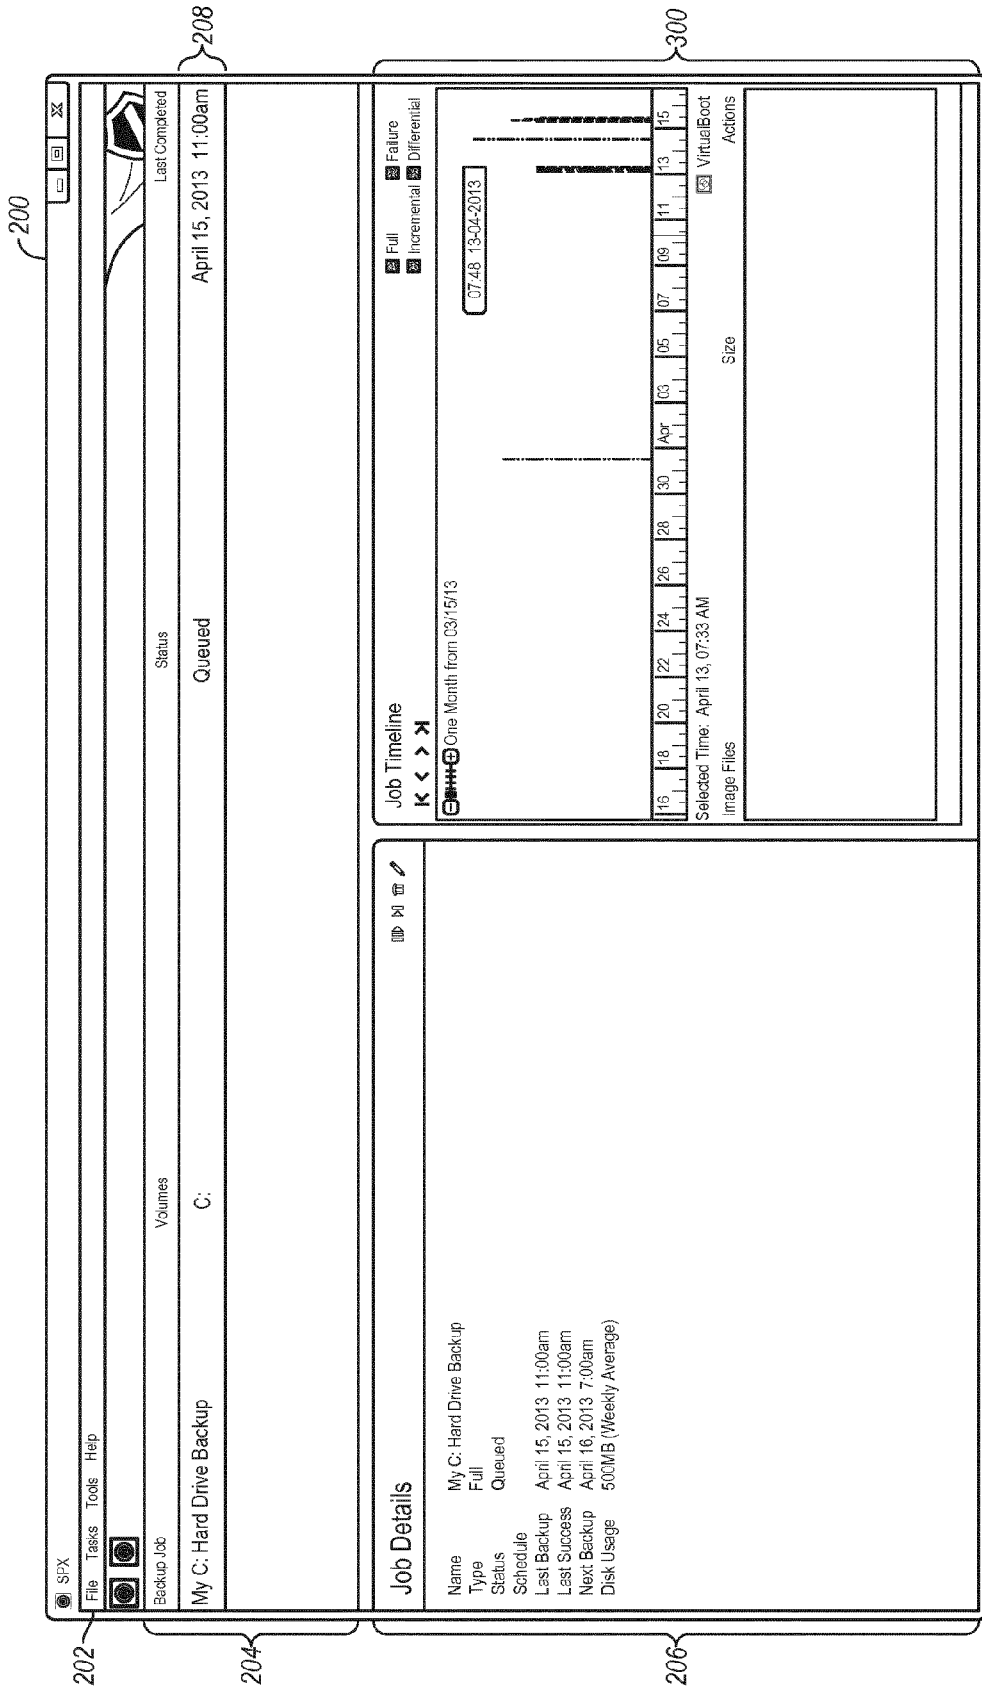 200
SPX
202
File Tasks Tools Help
Backup Job Volumes Status Last Completed
My C: Hard Drive Backup C: Queued April 15, 2013 11:00am
208
204
Job Details
Name My C: Hard Drive Backup
Type Full
Status Queued
Schedule
Last Backup April 15, 2013 11:00am
Last Success April 15, 2013 11:00am
Next Backup April 16, 2013 7:00am
Disk Usage 500MB (Weekly Average)
206
Job Timeline
Full Failure
Incremental Differential
One Month from 03/15/13
07:48 13-04-2013
16 18 20 22 24 26 28 30 Apr 03 05 07 09 11 13 15
Selected Time: April 13, 07:33 AM VirtualBoot
Image Files Size Actions
300